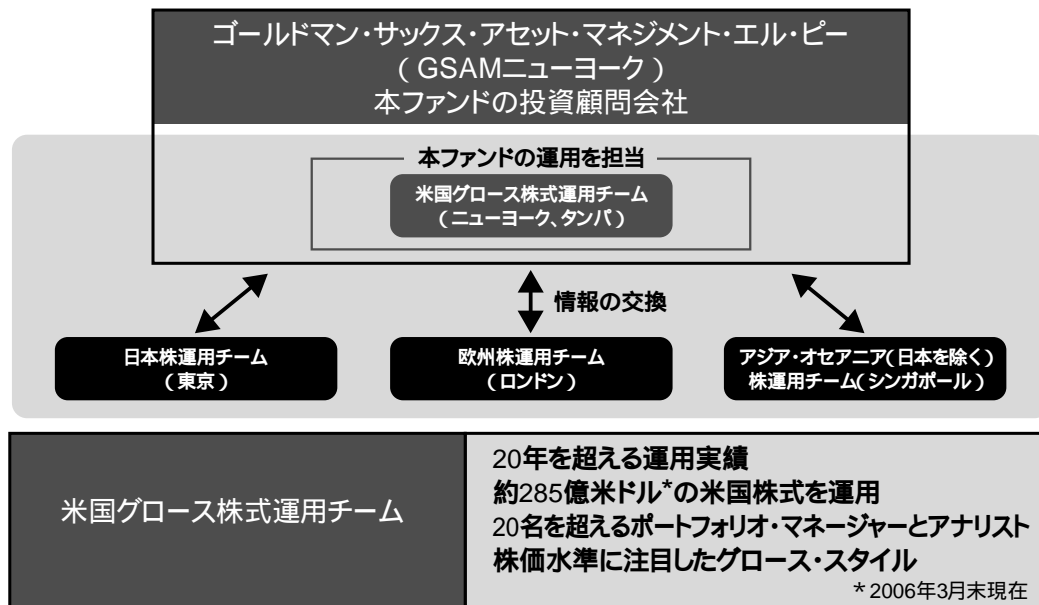 ゴールドマン・サックス・アセット・マネジメント・エル・ピー
（GSAMニューヨーク）
本ファンドの投資顧問会社
本ファンドの運用を担当
米国グロース株式運用チーム
（ニューヨーク、タンパ）
情報の交換
日本株運用チーム
（東京）
欧州株運用チーム
（ロンドン）
アジア・オセアニア（日本を除く）
株運用チーム（シンガポール）
米国グロース株式運用チーム
20年を超える運用実績
約285億米ドル*の米国株式を運用
20名を超えるポートフォリオ・マネージャーとアナリスト
株価水準に注目したグロース・スタイル
*2006年3月末現在